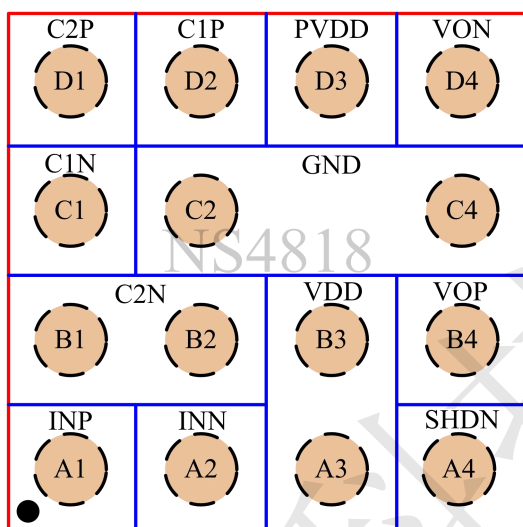 C2P C1P PVDD VON
D1 D2 D3 D4
C1N GND
C1 C2 C4
NS4818
C2N VDD VOP
B1 B2 B3 B4
INP INN SHDN
A1 A2 A3 A4